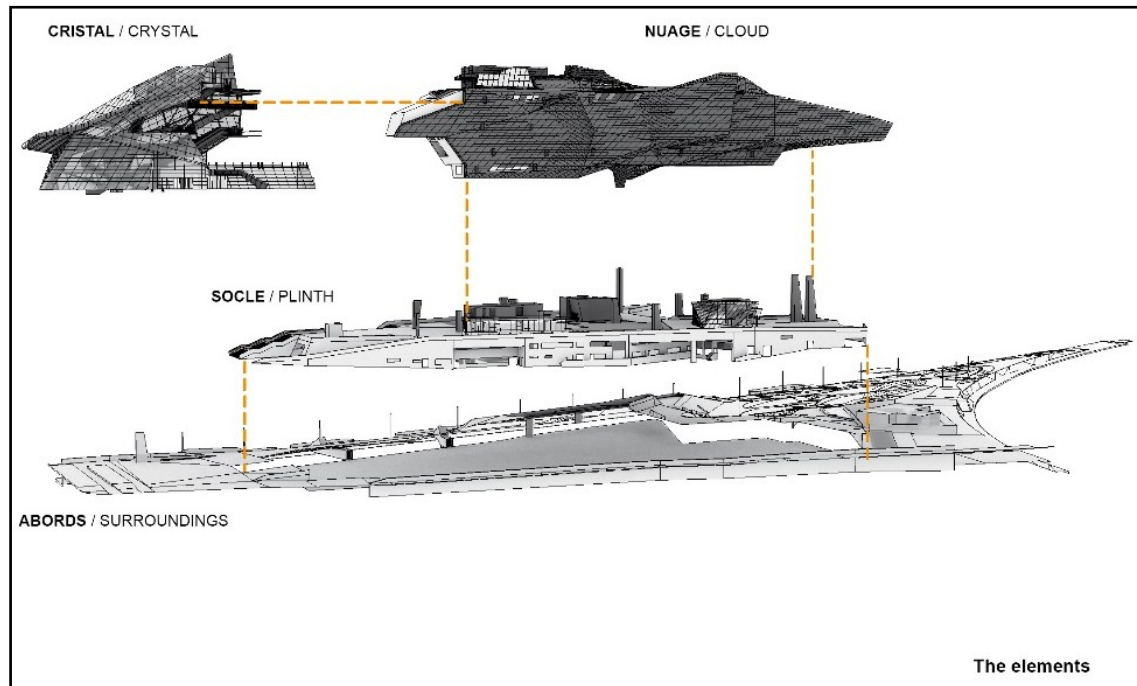 CRISTAL / CRYSTAL
NUAGE / CLOUD
SOCLE / PLINTH
ABORDS / SURROUNDINGS
The elements